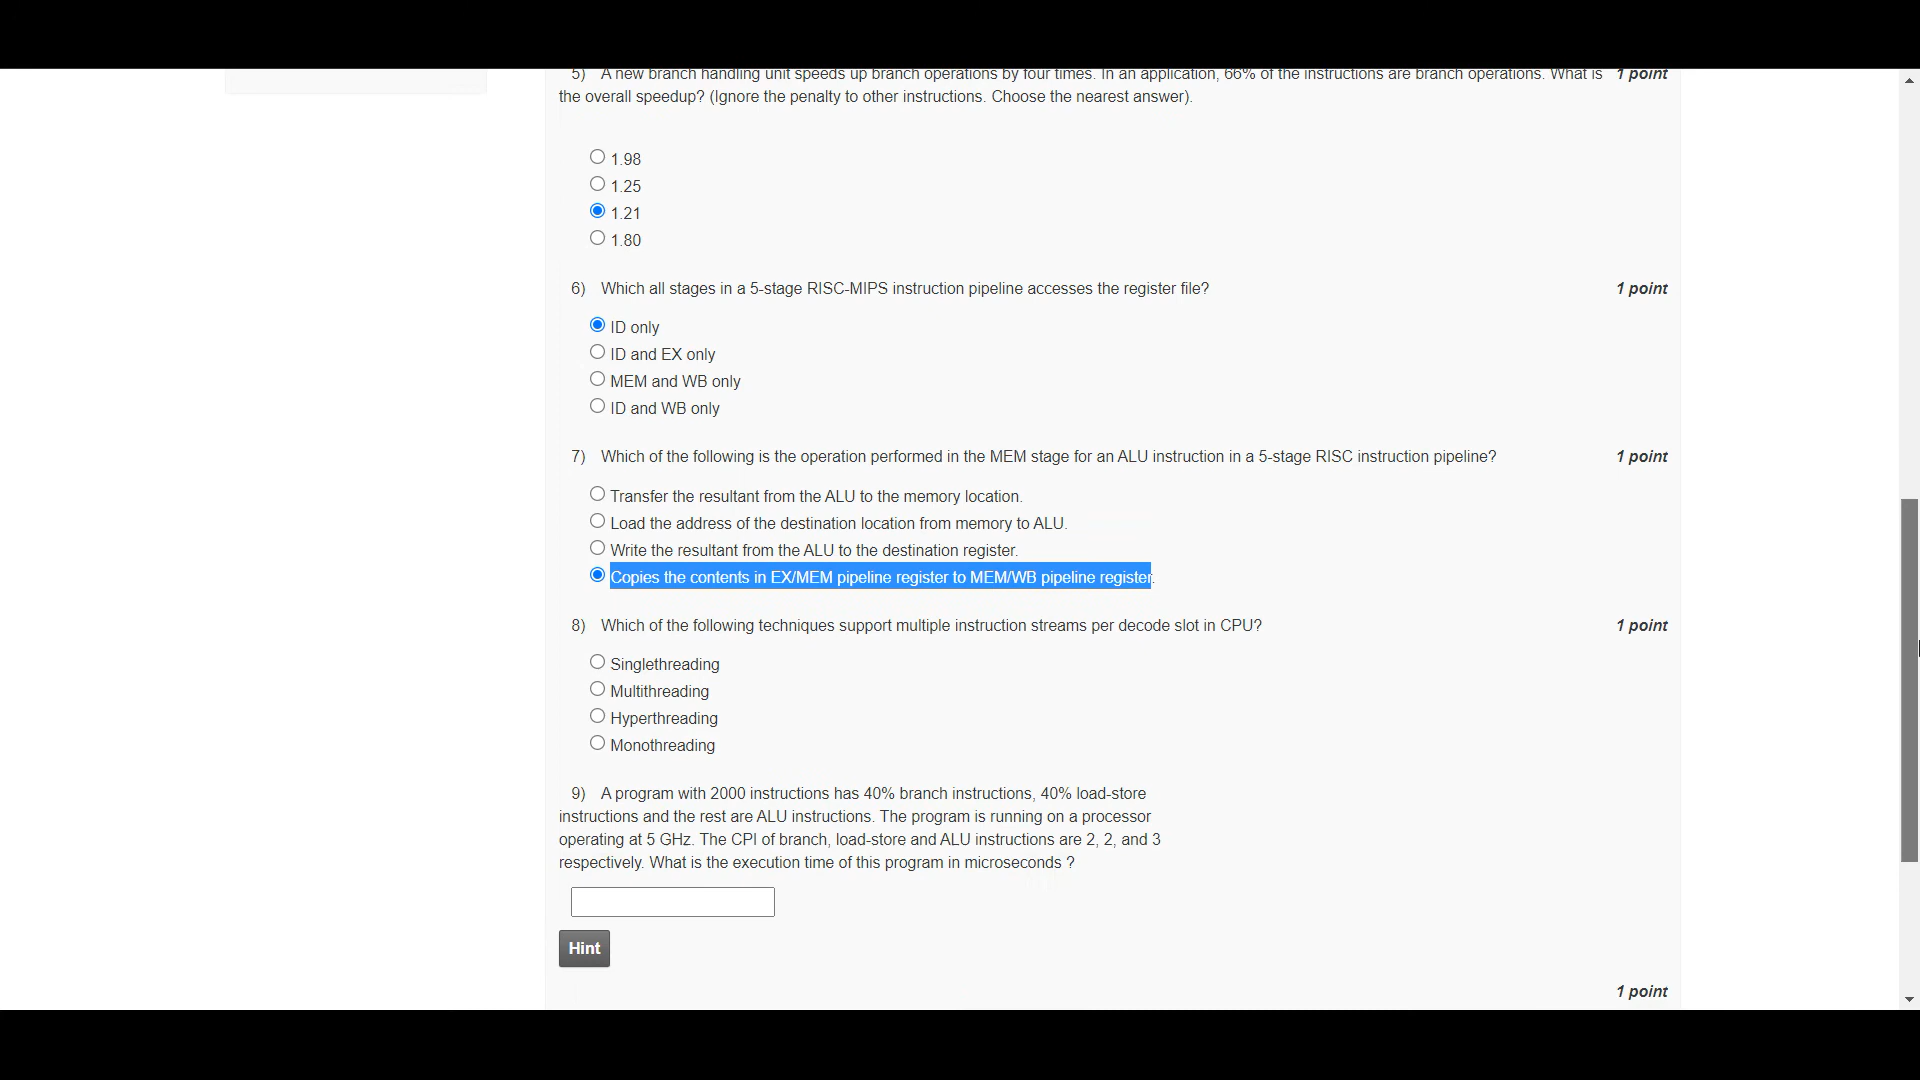 5) A new branch handling unit speeds up branch operations by four times. In an application, 66% of the instructions are branch operations. What is 1 point
the overall speedup? (Ignore the penalty to other instructions. Choose the nearest answer).
1.98
1.25
1.21
1.80
6) Which all stages in a 5-stage RISC-MIPS instruction pipeline accesses the register file? 1 point
ID only
ID and EX only
MEM and WB only
ID and WB only
7) Which of the following is the operation performed in the MEM stage for an ALU instruction in a 5-stage RISC instruction pipeline? 1 point
Transfer the resultant from the ALU to the memory location.
Load the address of the destination location from memory to ALU.
Write the resultant from the ALU to the destination register.
Copies the contents in EX/MEM pipeline register to MEM/WB pipeline register.
8) Which of the following techniques support multiple instruction streams per decode slot in CPU? 1 point
Singlethreading
Multithreading
Hyperthreading
Monothreading
9) A program with 2000 instructions has 40% branch instructions, 40% load-store
instructions and the rest are ALU instructions. The program is running on a processor
operating at 5 GHz. The CPI of branch, load-store and ALU instructions are 2, 2, and 3
respectively. What is the execution time of this program in microseconds ?
Hint
1 point